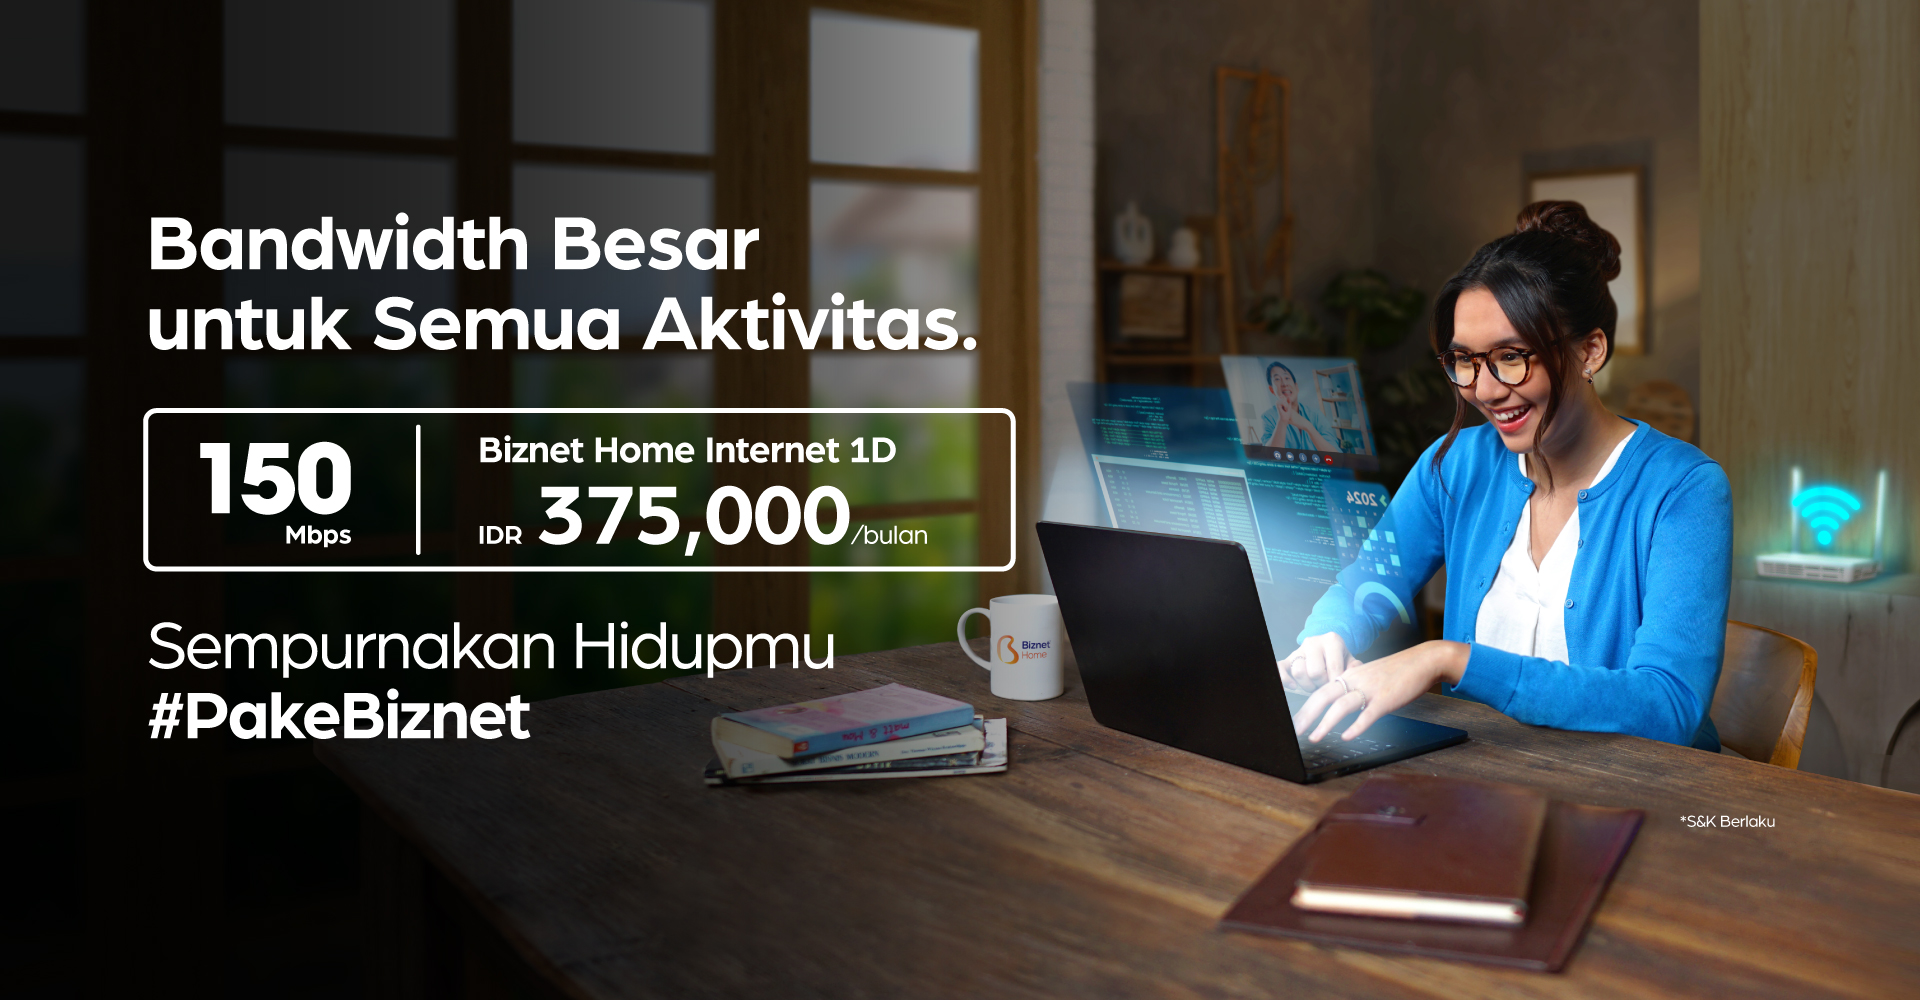 Bandwidth Besar
untuk Semua Aktivitas.
150
Mbps
Biznet Home Internet 1D
IDR 375,000/bulan
Sempurnakan Hidupmu
#PakeBiznet
Biznet
Home
2024
*S&K Berlaku